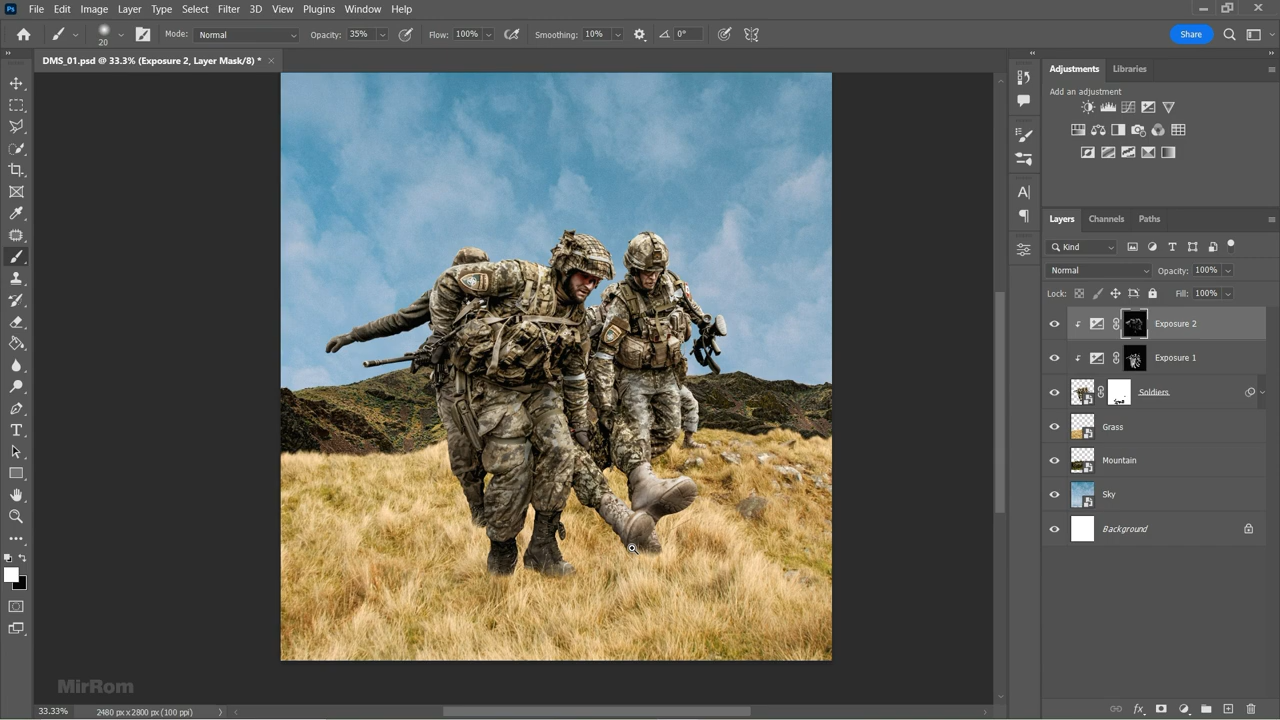 Ps File Edit Image Layer Type Select Filter 3D View Plugins Window Help
20 Mode: Normal Opacity: 35% Flow: 100% Smoothing: 10% 0° Share
DMS_01.psd @ 33.3% (Exposure 2, Layer Mask/8) * ×
Adjustments Libraries
Add an adjustment
Layers Channels Paths
Kind
Normal Opacity: 100%
Lock: Fill: 100%
Exposure 2
Exposure 1
Soldiers
Grass
Mountain
Sky
Background
MirRom
33.33% 2480 px x 2800 px (100 ppi)